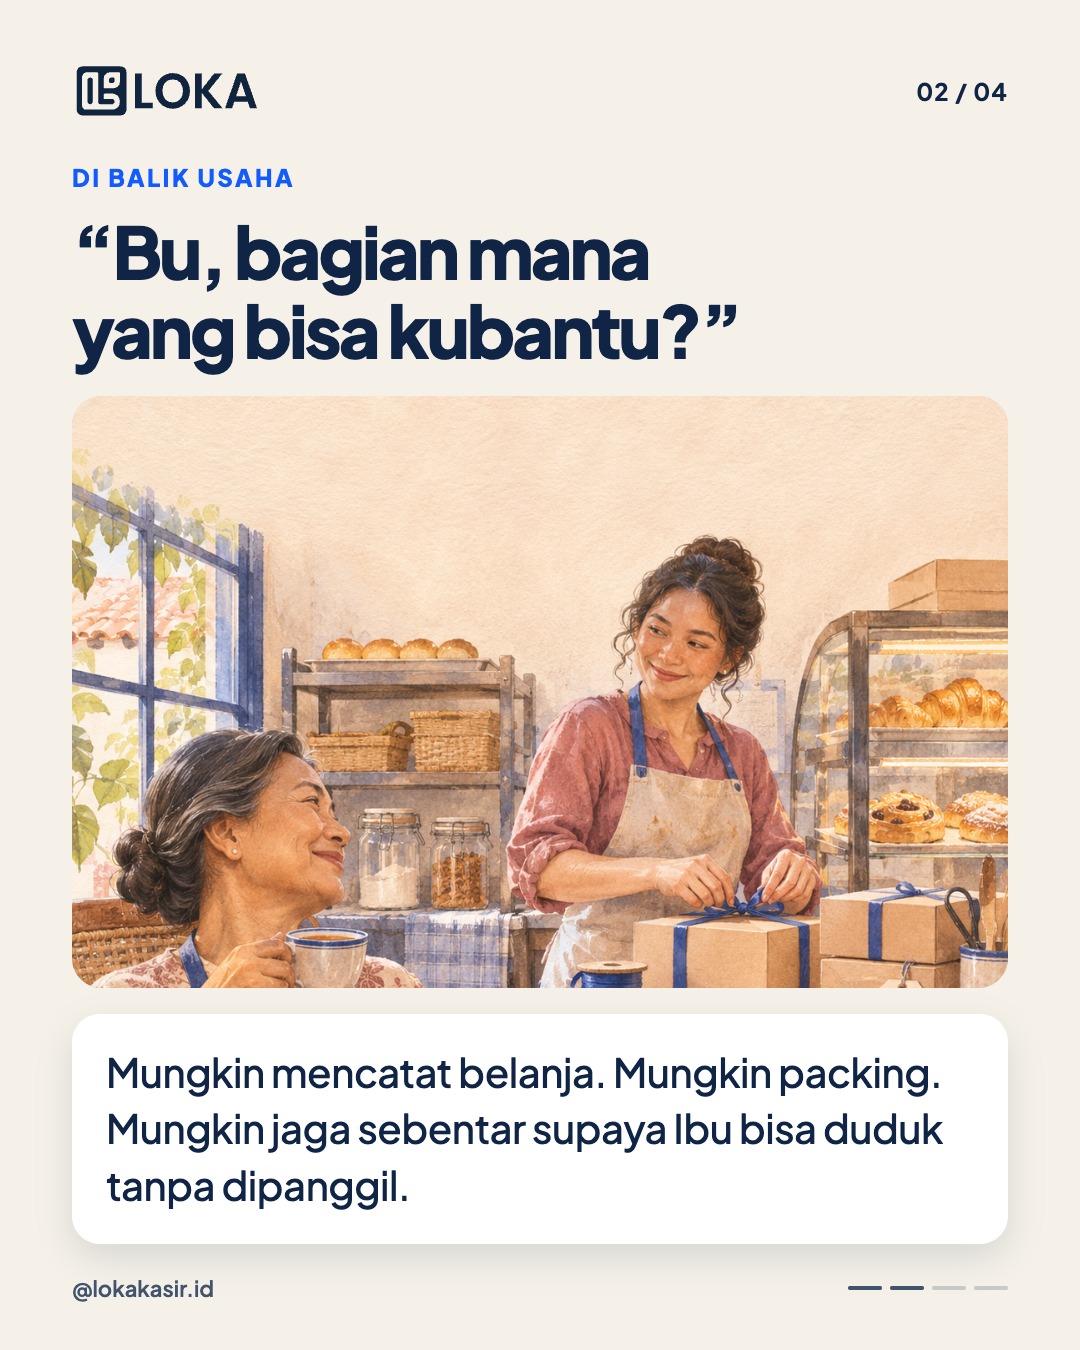 LOKA
02 / 04
DI BALIK USAHA
“Bu, bagian mana
yang bisa kubantu?”
Mungkin mencatat belanja. Mungkin packing.
Mungkin jaga sebentar supaya Ibu bisa duduk
tanpa dipanggil.
@lokakasir.id